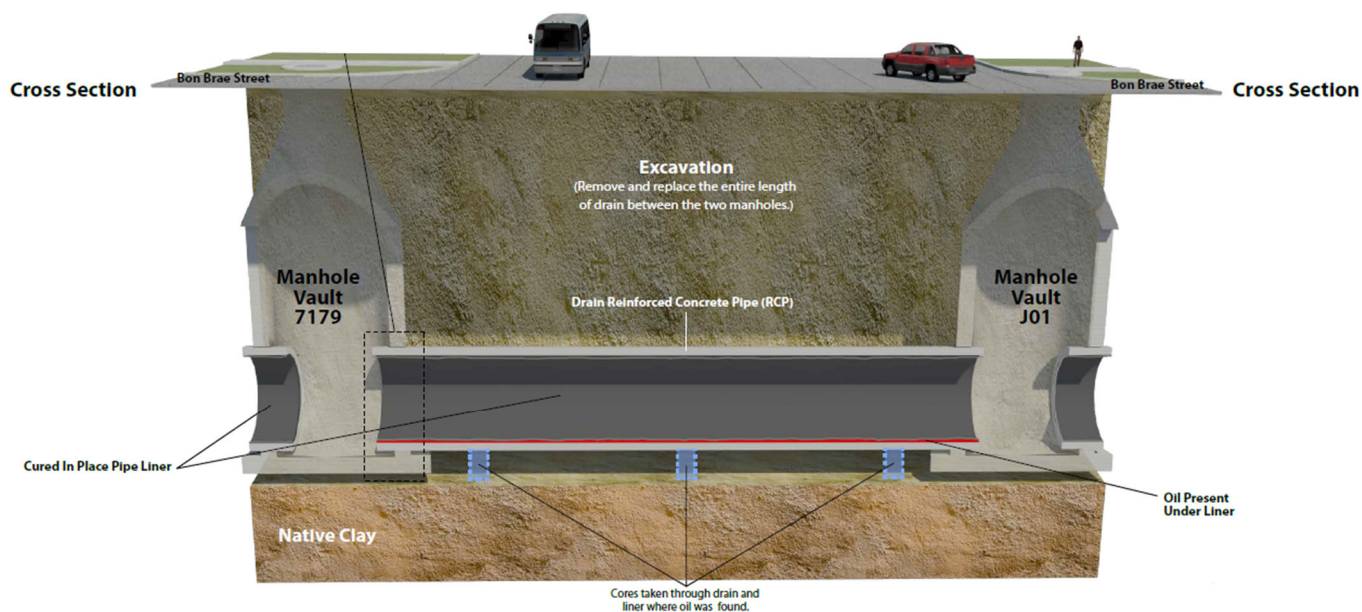 Bon Brae Street
Cross Section
Bon Brae Street
Cross Section
Excavation
(Remove and replace the entire length
of drain between the two manholes.)
Manhole
Vault
7179
Manhole
Vault
J01
Drain Reinforced Concrete Pipe (RCP)
Cured In Place Pipe Liner
Oil Present
Under Liner
Native Clay
Cores taken through drain and
liner where oil was found.